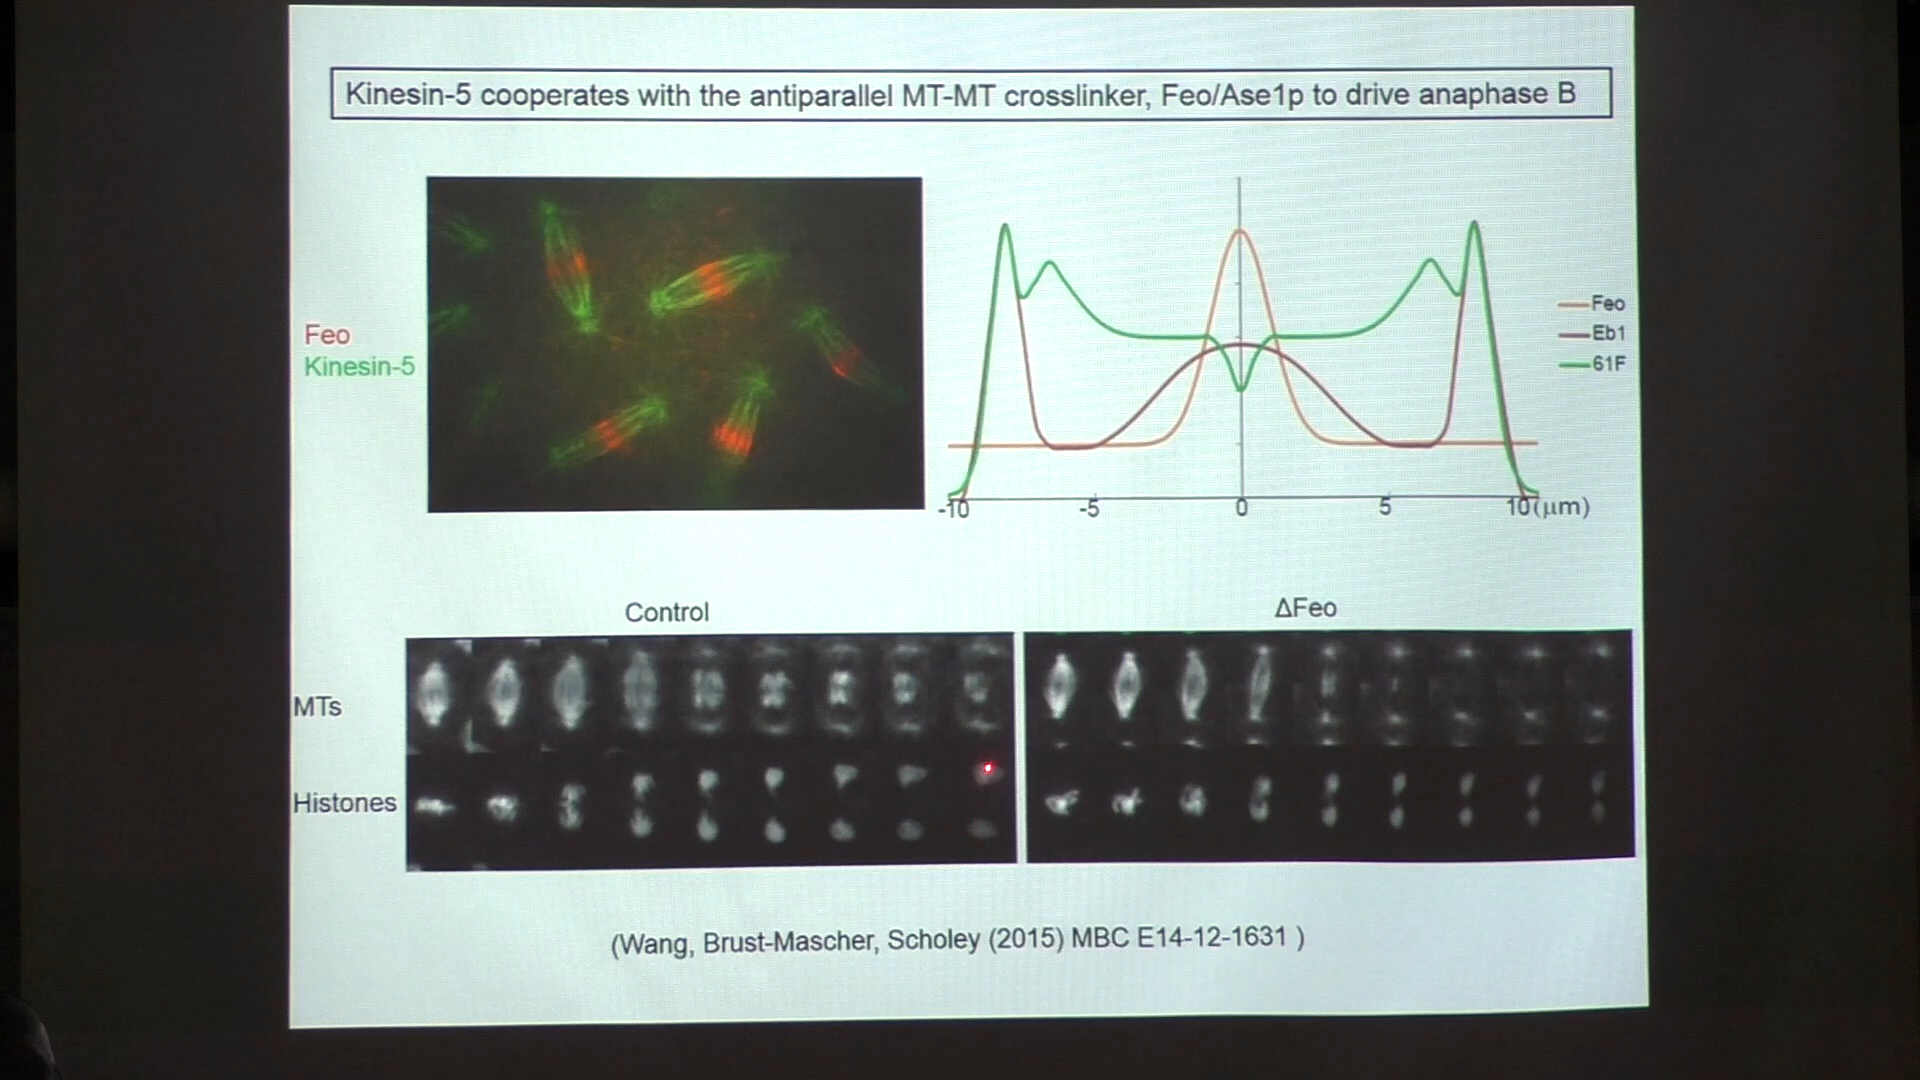 Kinesin-5 cooperates with the antiparallel MT-MT crosslinker, Feo/Ase1p to drive anaphase B
Feo
Kinesin-5
Feo
Eb1
61F
-10
-5
0
5
10(μm)
Control
ΔFeo
MTs
Histones
(Wang, Brust-Mascher, Scholey (2015) MBC E14-12-1631 )